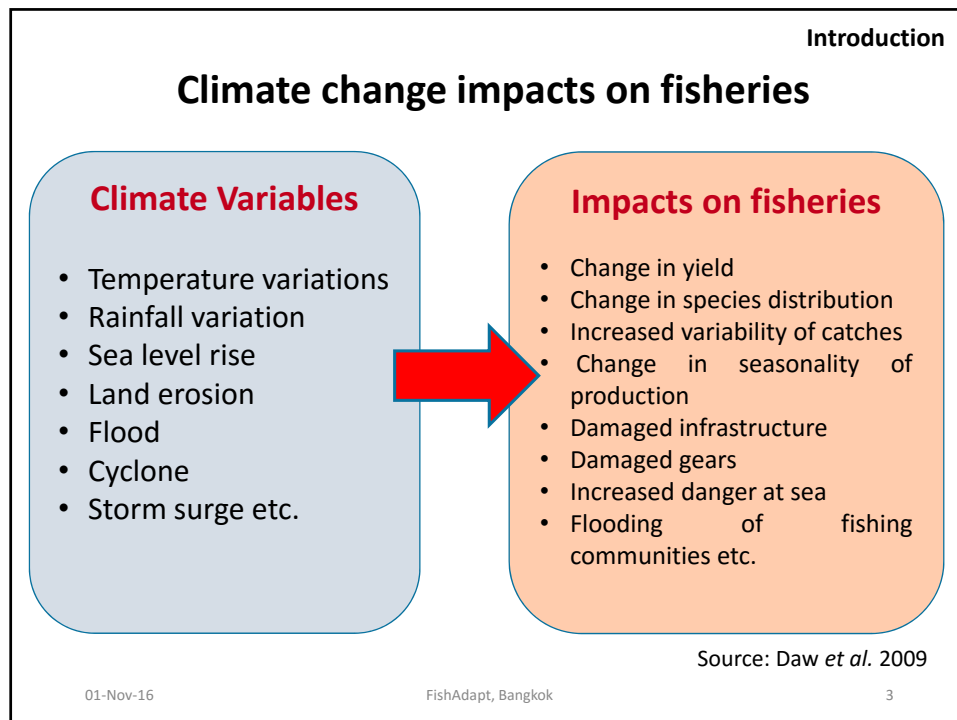 Introduction
Climate change impacts on fisheries
Climate Variables
• Temperature variations
• Rainfall variation
• Sea level rise
• Land erosion
• Flood
• Cyclone
• Storm surge etc.
Impacts on fisheries
• Change in yield
• Change in species distribution
• Increased variability of catches
• Change in seasonality of
production
• Damaged infrastructure
• Damaged gears
• Increased danger at sea
• Flooding of fishing
communities etc.
Source: Daw et al. 2009
01-Nov-16
FishAdapt, Bangkok
3